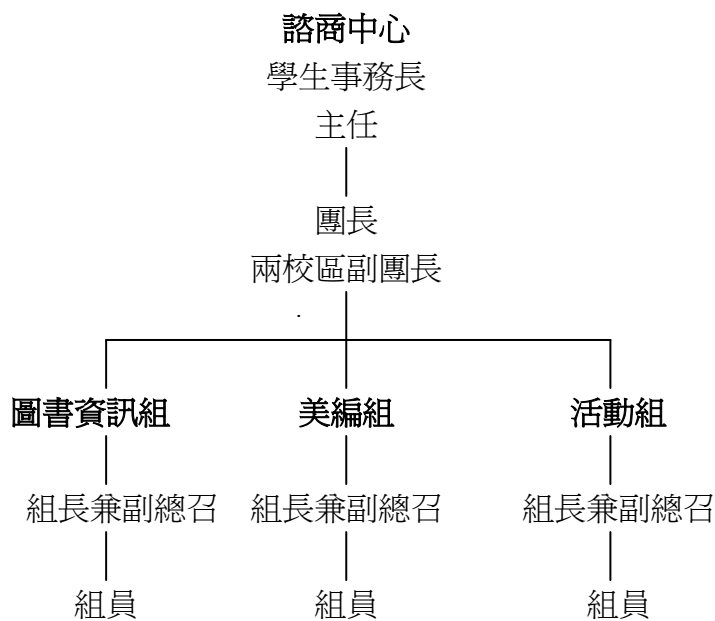 諮商中心
學生事務長
主任
團長
兩校區副團長
圖書資訊組 美編組 活動組
組長兼副總召 組長兼副總召 組長兼副總召
組員 組員 組員